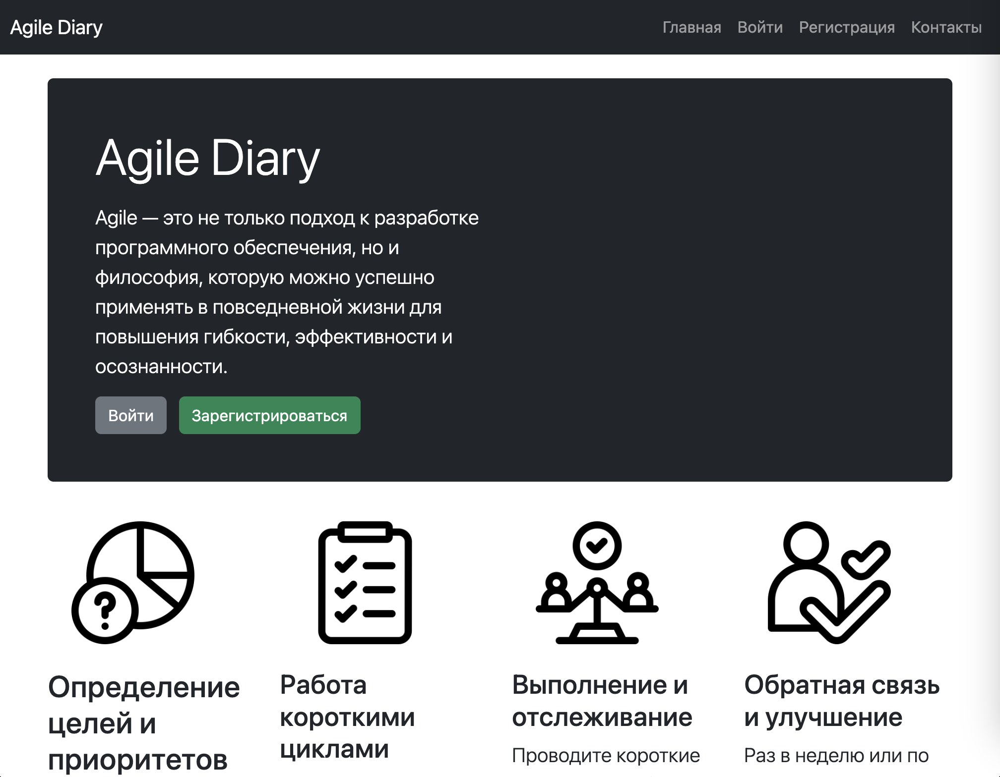 Agile Diary
Главная Войти Регистрация Контакты
Agile Diary
Agile — это не только подход к разработке
программного обеспечения, но и
философия, которую можно успешно
применять в повседневной жизни для
повышения гибкости, эффективности и
осознанности.
Войти Зарегистрироваться
?
Определение
целей и
приоритетов
Работа
короткими
циклами
Выполнение и
отслеживание
Проводите короткие
Обратная связь
и улучшение
Раз в неделю или по